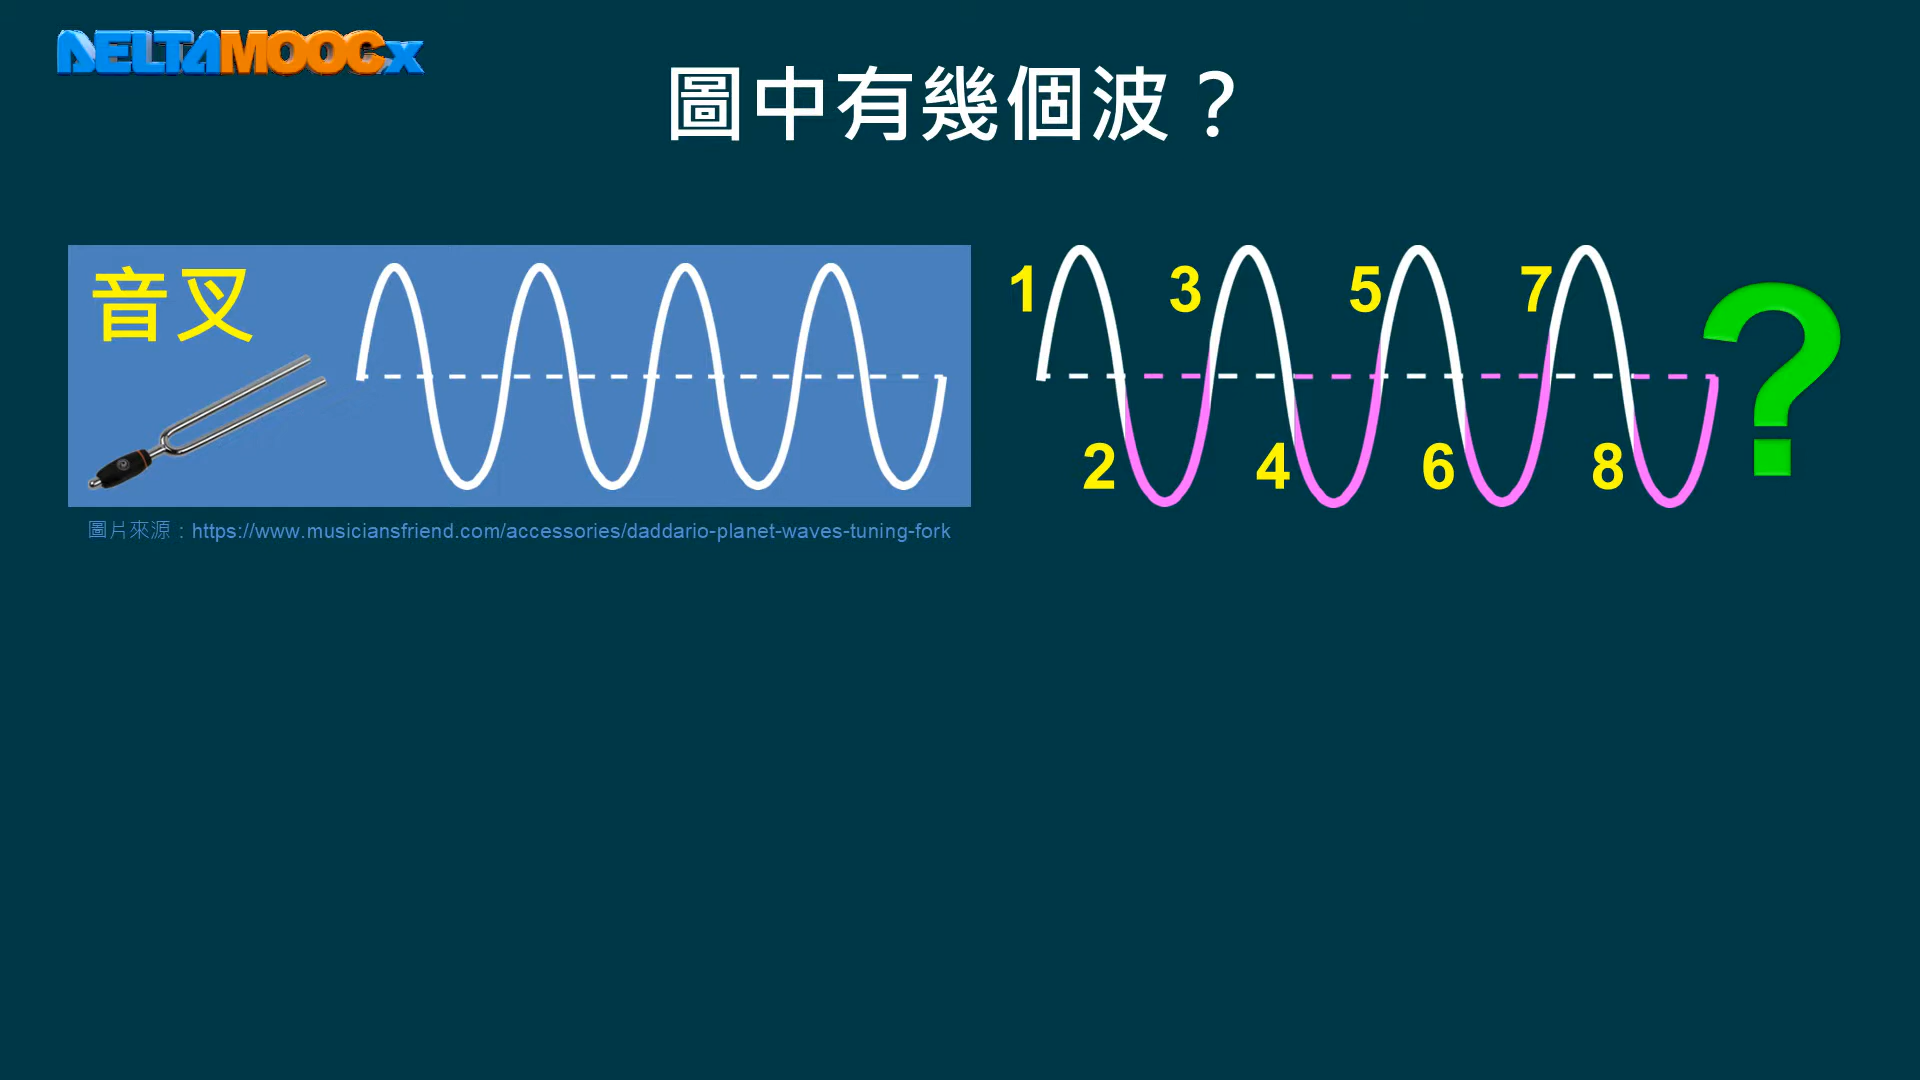 DELTAMOOCx
圖中有幾個波？
音叉
1 3 5 7 ?
2 4 6 8
圖片來源：https://www.musiciansfriend.com/accessories/daddario-planet-waves-tuning-fork